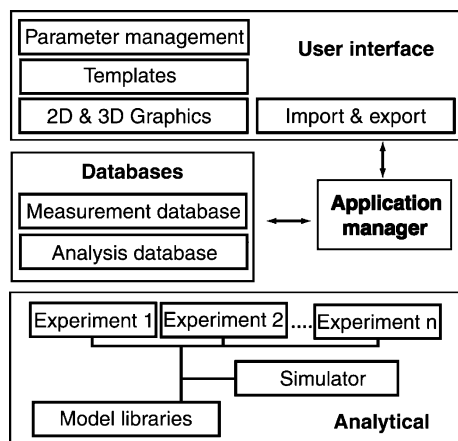 Parameter management
User interface
Templates
2D & 3D Graphics
Import & export
Databases
Measurement database
Analysis database
Application
manager
Experiment 1
Experiment 2
....
Experiment n
Simulator
Model libraries
Analytical